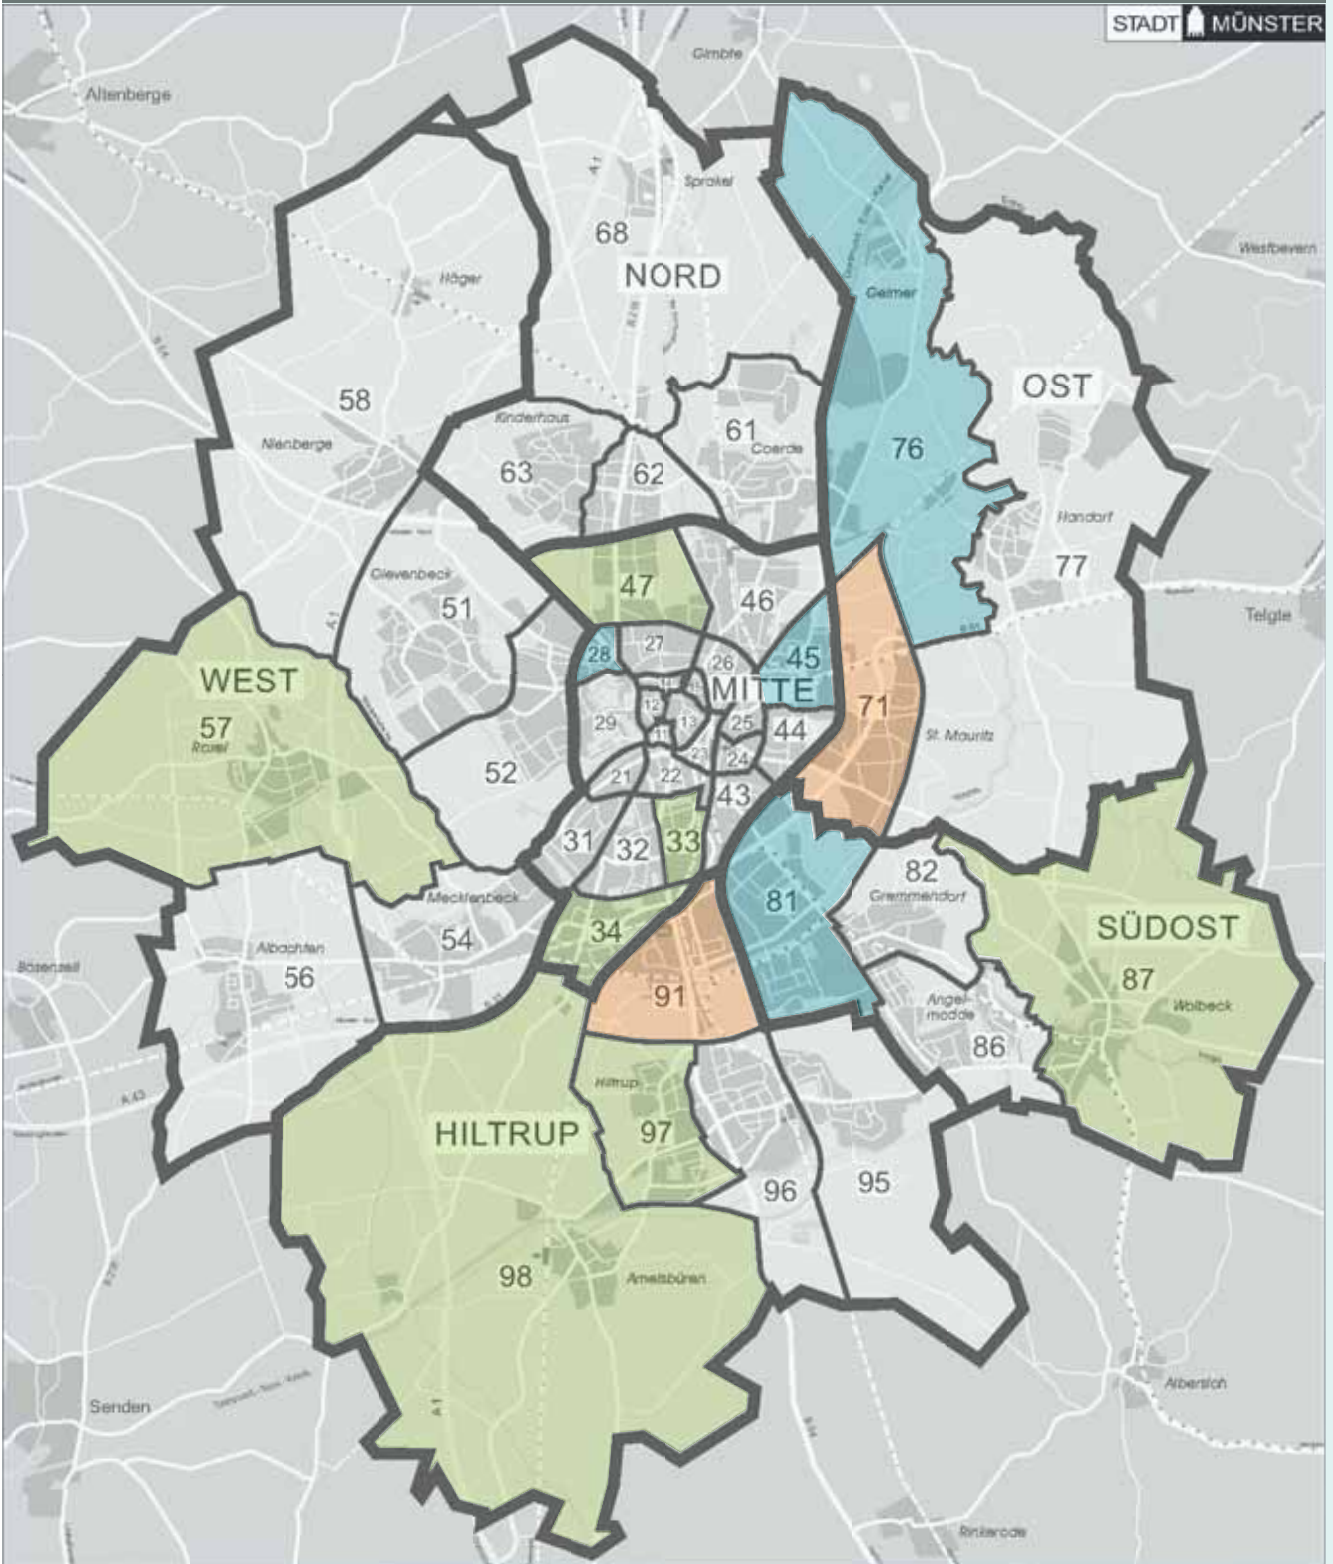 STADT MÜNSTER
Gimbte
Altenberge
A 1
Sprakel
68
NORD
Westbevern
Häger
Gelmer
OST
58
Kinderhaus
61
Coerde
76
Nienberge
63
62
Handorf
77
Gievenbeck
51
47
46
A 1
Telgte
28
27
26
45
WEST
MITTE
57
Roxel
12
13
11
29
25
44
71
St. Mauritz
23
24
52
21
22
43
31
32
33
82
Gremmendorf
Mecklenbeck
81
34
SÜDOST
54
Albachten
56
Bösensell
87
91
Angel-
modde
Wolbeck
86
A 43
Hiltrup
HILTRUP
97
96
95
98
Amelsbüren
Albersloh
Senden
A 1
Rinkerode